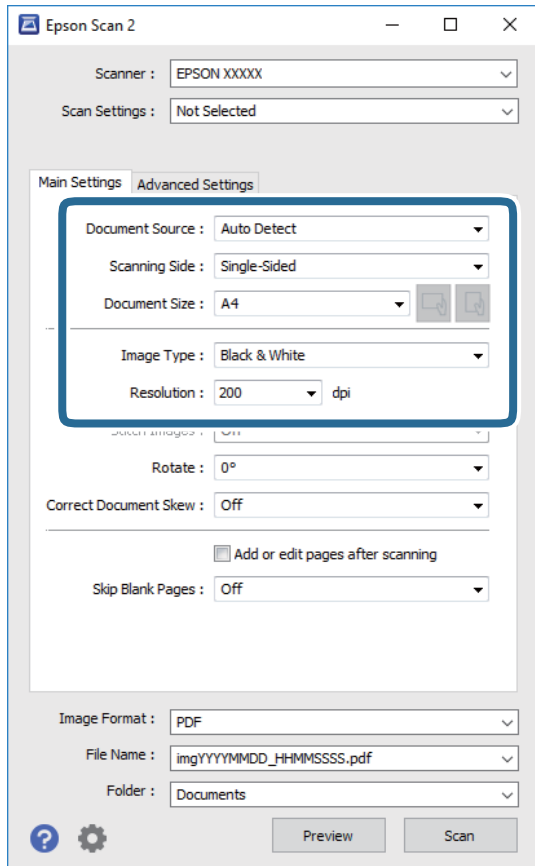 Epson Scan 2
Scanner : EPSON XXXXX
Scan Settings : Not Selected
Main Settings Advanced Settings
Document Source : Auto Detect
Scanning Side : Single-Sided
Document Size : A4
Image Type : Black & White
Resolution : 200 dpi
Stitch Images : Off
Rotate : 0°
Correct Document Skew : Off
Add or edit pages after scanning
Skip Blank Pages : Off
Image Format : PDF
File Name : imgYYYYMMDD_HHMMSSSS.pdf
Folder : Documents
? Preview Scan